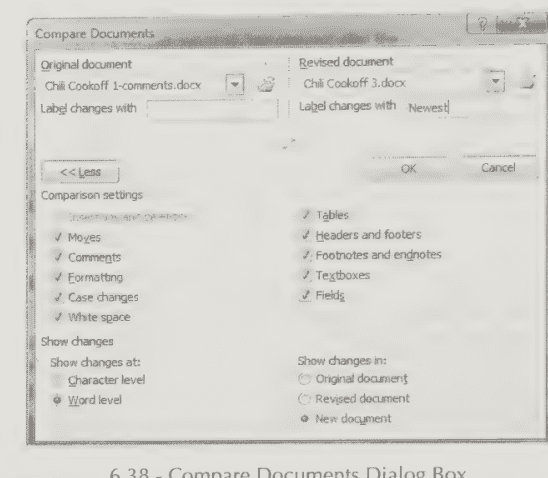 Compare Documents
Original document
Chili Cookoff 1-comments.docx
Label changes with
Revised document
Chili Cookoff 3.docx
Label changes with Newest
<< Less
OK Cancel
Comparison settings
Insertions and deletions
Moves
Comments
Formatting
Case changes
White space
Tables
Headers and footers
Footnotes and endnotes
Textboxes
Fields
Show changes
Show changes at:
Character level
Word level
Show changes in:
Original document
Revised document
New document
6.38 - Compare Documents Dialog Box